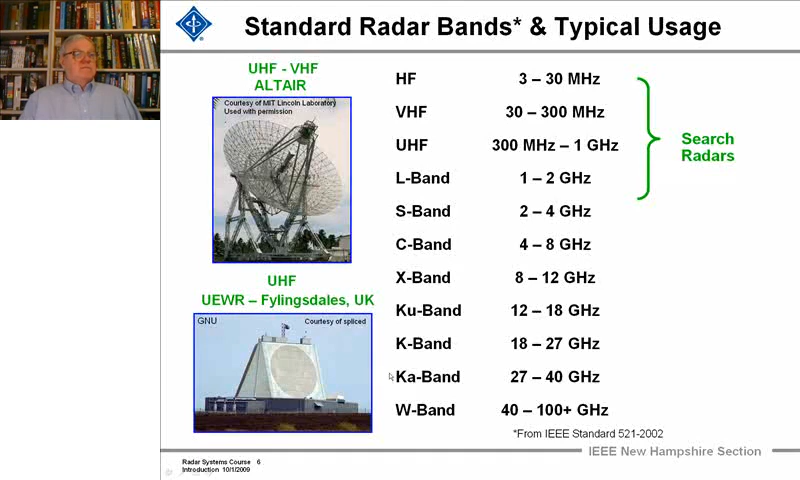 Standard Radar Bands* & Typical Usage
UHF - VHF
ALTAIR
Courtesy of MIT Lincoln Laboratory
Used with permission
UHF
UEWR – Fylingsdales, UK
GNU
Courtesy of spliced
HF 3 – 30 MHz
VHF 30 – 300 MHz
UHF 300 MHz – 1 GHz
L-Band 1 – 2 GHz
S-Band 2 – 4 GHz
C-Band 4 – 8 GHz
X-Band 8 – 12 GHz
Ku-Band 12 – 18 GHz
K-Band 18 – 27 GHz
Ka-Band 27 – 40 GHz
W-Band 40 – 100+ GHz
Search
Radars
*From IEEE Standard 521-2002
IEEE New Hampshire Section
Radar Systems Course 6
Introduction 10/1/2009